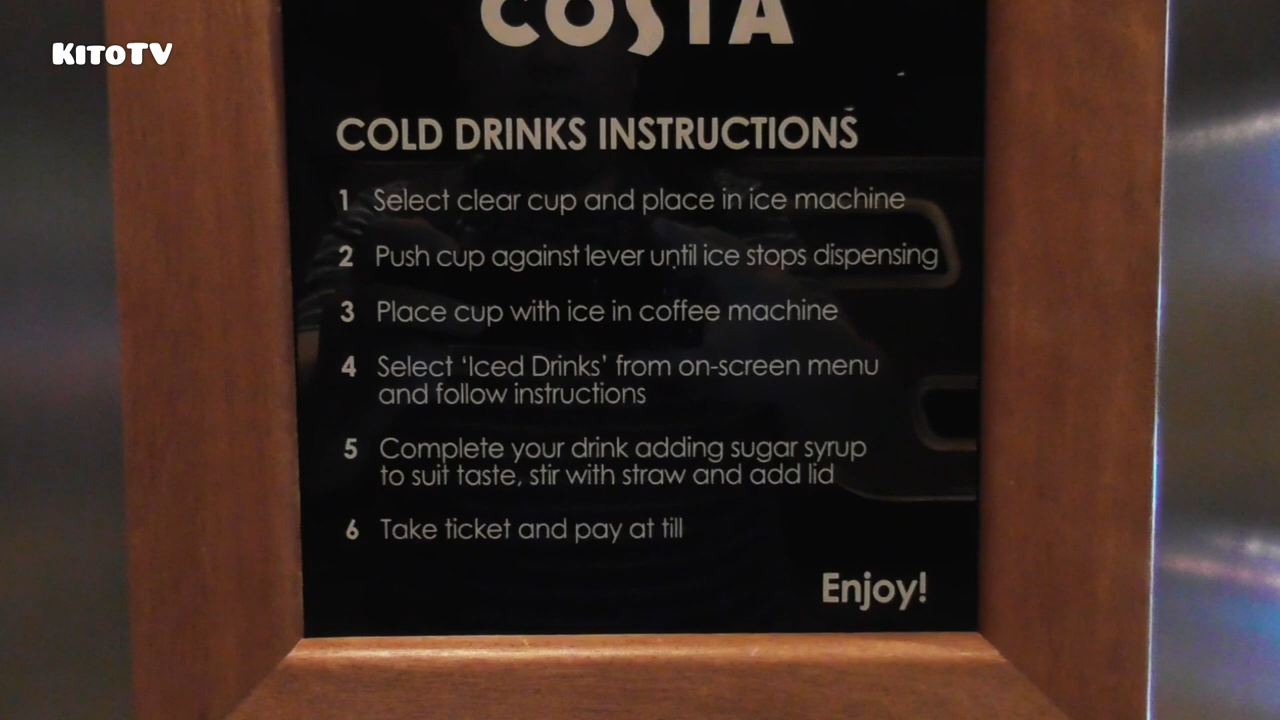 COSTA
KitoTV
COLD DRINKS INSTRUCTIONS
1 Select clear cup and place in ice machine
2 Push cup against lever until ice stops dispensing
3 Place cup with ice in coffee machine
4 Select ‘Iced Drinks’ from on-screen menu
and follow instructions
5 Complete your drink adding sugar syrup
to suit taste, stir with straw and add lid
6 Take ticket and pay at till
Enjoy!